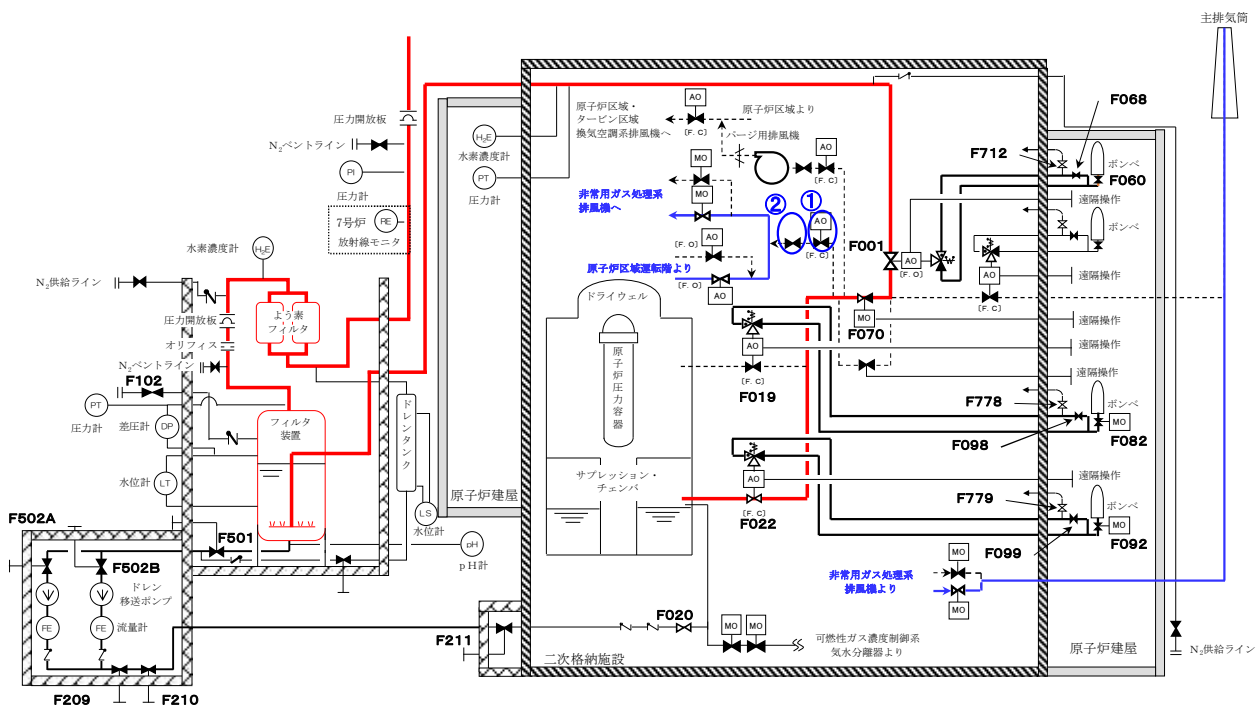 主排気筒
圧力開放板
N₂ベントライン
PI
圧力計
7号炉
RE
放射線モニタ
水素濃度計
H₂E
N₂供給ライン
圧力開放板
オリフィス
N₂ベントライン
よう素
フィルタ
F102
PT
圧力計
差圧計
DP
水位計
LT
フィルタ
装置
ドレンタンク
LS
水位計
pH
pH計
F502A
F501
F502B
ドレン
移送ポンプ
FE
FE
流量計
F209
F210
原子炉建屋
H₂E
水素濃度計
PT
圧力計
原子炉区域・
タービン区域
換気空調系排風機へ
AO
[F.C]
原子炉区域より
パージ用排風機
AO
[F.C]
MO
MO
非常用ガス処理系
排風機へ
②
①
AO
[F.C]
AO
[F.O]
原子炉区域運転階より
[F.O]
AO
F001
AO
[F.O]
F070
MO
ドライウェル
原子炉圧力容器
サプレッション・
チェンバ
AO
[F.C]
F019
AO
[F.C]
F022
AO
[F.C]
F068
F712
ボンベ
F060
遠隔操作
ボンベ
遠隔操作
遠隔操作
遠隔操作
遠隔操作
F778
ボンベ
F098
MO
F082
遠隔操作
F779
ボンベ
F099
MO
F092
非常用ガス処理系
排風機より
MO
MO
F211
F020
MO
MO
可燃性ガス濃度制御系
気水分離器より
二次格納施設
原子炉建屋
N₂供給ライン